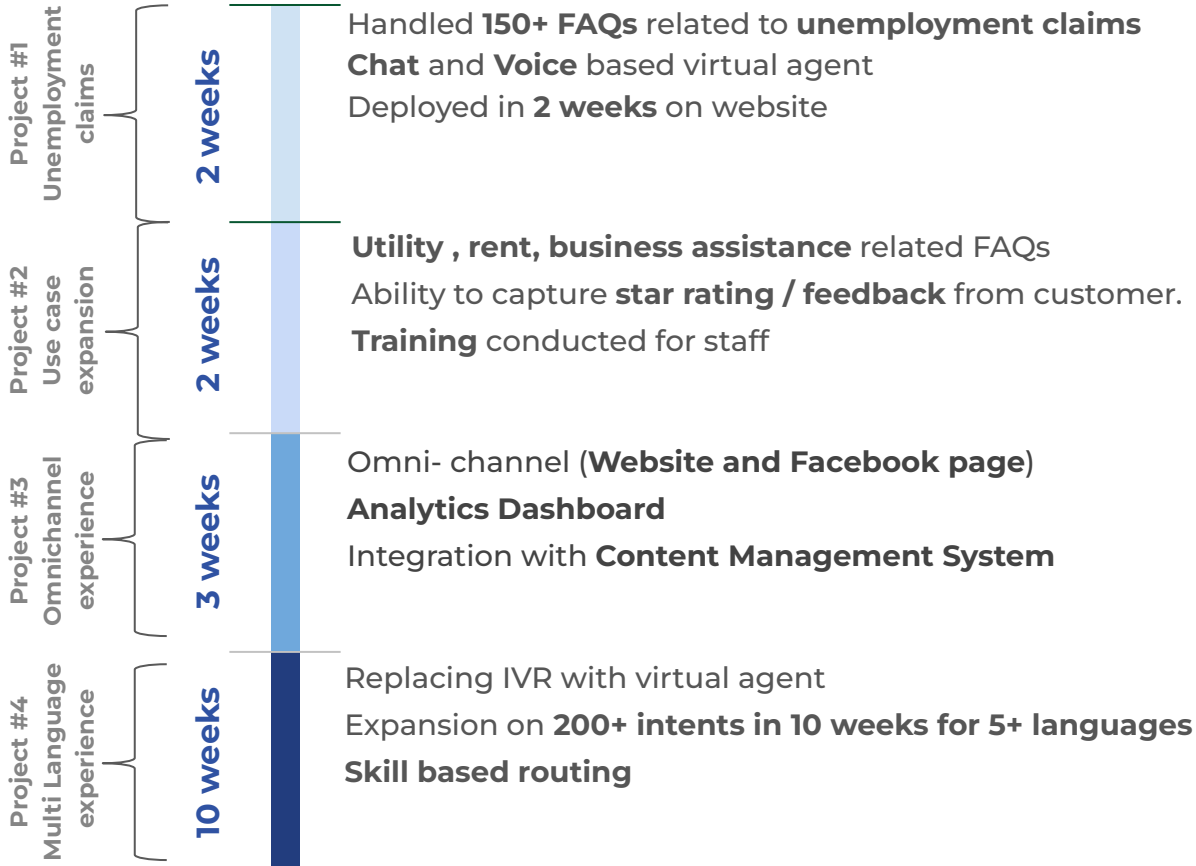 Project #1
Unemployment
claims
2 weeks
Handled 150+ FAQs related to unemployment claims
Chat and Voice based virtual agent
Deployed in 2 weeks on website
Project #2
Use case
expansion
2 weeks
Utility , rent, business assistance related FAQs
Ability to capture star rating / feedback from customer.
Training conducted for staff
Project #3
Omnichannel
experience
3 weeks
Omni- channel (Website and Facebook page)
Analytics Dashboard
Integration with Content Management System
Project #4
Multi Language
experience
10 weeks
Replacing IVR with virtual agent
Expansion on 200+ intents in 10 weeks for 5+ languages
Skill based routing